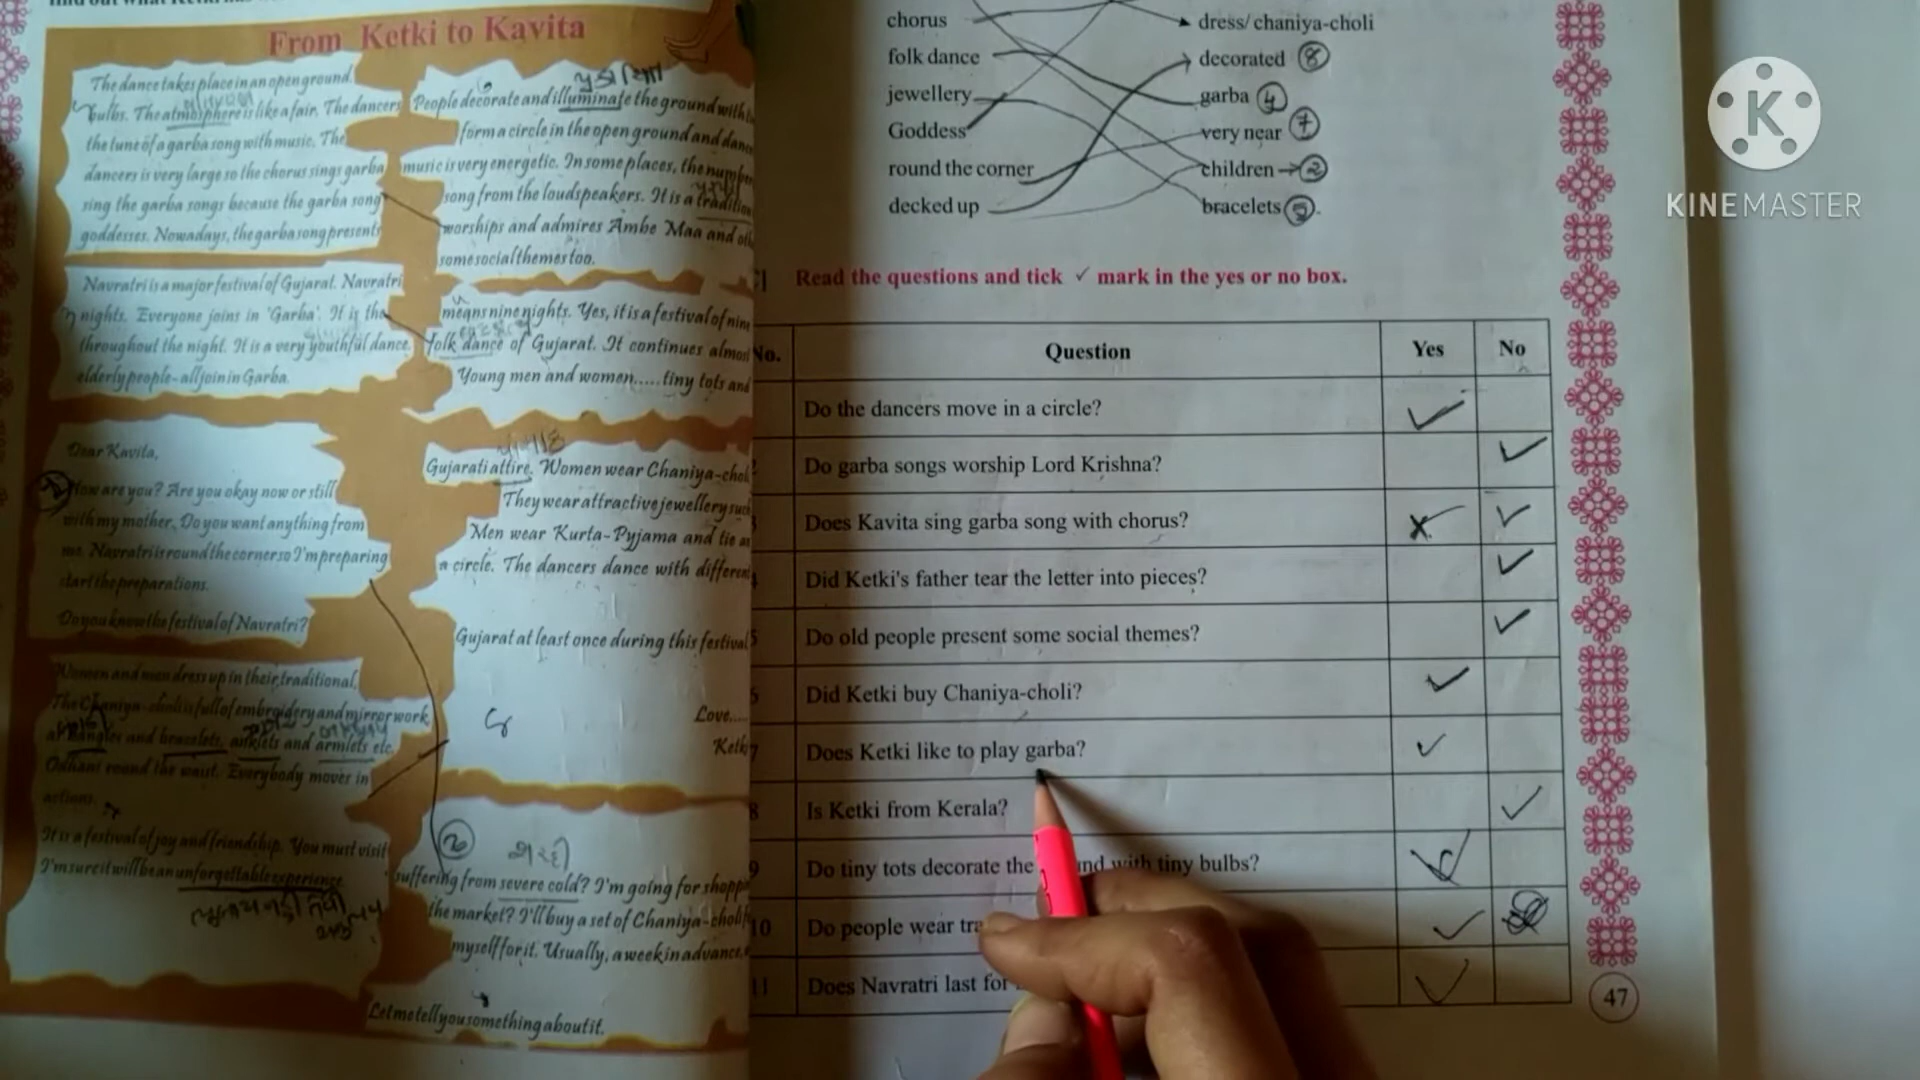 From Ketki to Kavita
The dance takes place in an open ground.
bulbs. The atmosphere is like a fair. The dancers
the tune of a garba song with music. The
dancers is very large so the chorus sings garba
sing the garba songs because the garba song
goddesses. Nowadays, the garba song presents
Navratri is a major festival of Gujarat. Navratri
nights. Everyone joins in 'Garba'. It is the
throughout the night. It is a very youthful dance.
elderly people-all join in Garba.
Dear Kavita,
How are you? Are you okay now or still
with my mother. Do you want anything from
me. Navratri is round the corner so I'm preparing
start the preparations.
Do you know the festival of Navratri?
Women and men dress up in their traditional
The Chaniya-choli is full of embroidery and mirror work
bangles and bracelets, anklets and armlets etc.
Odhani round the waist. Everybody moves in
actions.
It is a festival of joy and friendship. You must visit
I'm sure it will be an unforgettable experience
People decorate and illuminate the ground with
form a circle in the open ground and dance
music is very energetic. In some places, the number
song from the loudspeakers. It is a tradition
worships and admires Ambe Maa and
some social themes too.
means nine nights. Yes, it is a festival of nine
folk dance of Gujarat. It continues almost
Young men and women.....tiny tots and
Gujarati attire. Women wear Chaniya-choli
They wear attractive jewellery such
Men wear Kurta-Pyjama and tie an
a circle. The dancers dance with different
Gujarat at least once during this festival
Love....
Ketki
suffering from severe cold? I'm going for shopping
the market? I'll buy a set of Chaniya-choli
myself for it. Usually, a week in advance,
Let me tell you something about it.
chorus dress/ chaniya-choli
folk dance decorated 8
jewellery garba 4
Goddess very near 7
round the corner children 2
decked up bracelets 5
Read the questions and tick ✓ mark in the yes or no box.
No. Question Yes No
Do the dancers move in a circle? ✓
Do garba songs worship Lord Krishna? ✓
Does Kavita sing garba song with chorus? ✓
Did Ketki's father tear the letter into pieces? ✓
5 Do old people present some social themes? ✓
Did Ketki buy Chaniya-choli? ✓
7 Does Ketki like to play garba? ✓
8 Is Ketki from Kerala? ✓
9 Do tiny tots decorate the nd with tiny bulbs?
10 Do people wear tra ✓
11 Does Navratri last for ✓
47
K
KINEMASTER